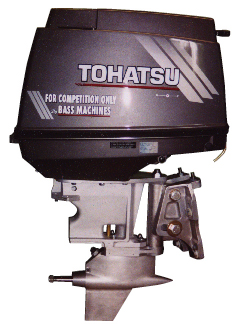 TOHATSU
FOR COMPETITION ONLY
BASS MACHINES